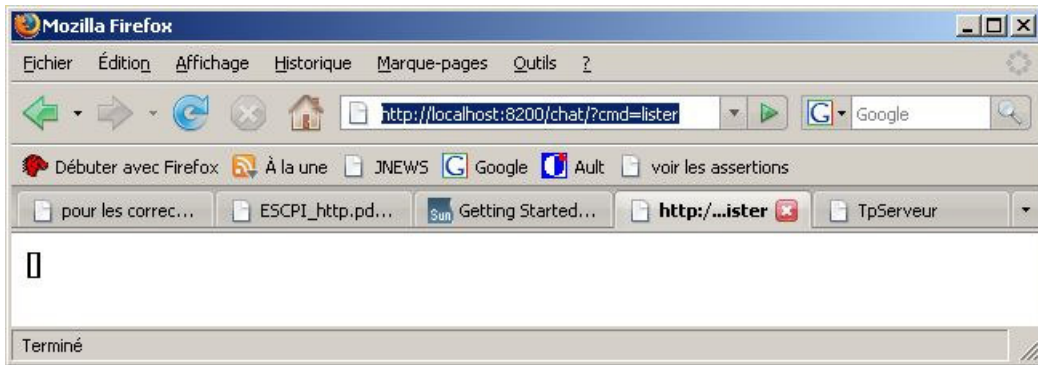 Mozilla Firefox
Fichier Édition Affichage Historique Marque-pages Outils ?
http://localhost:8200/chat/?cmd=lister G Google
Débuter avec Firefox À la une JNEWS G Google Ault voir les assertions
pour les correc... ESCPI_http.pd... Sun Getting Started... http:/...ister TpServeur
[]
Terminé